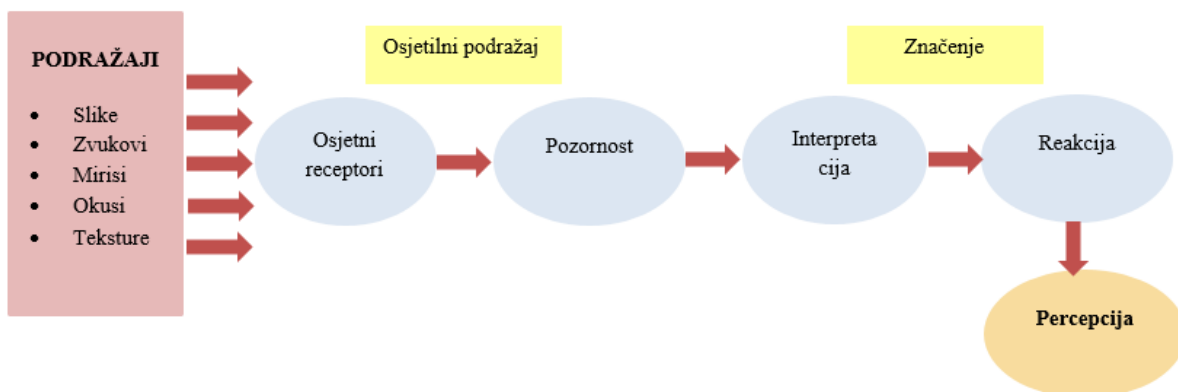 PODRAŽAJI
• Slike
• Zvukovi
• Mirisi
• Okusi
• Teksture
Osjetilni podražaj
Značenje
Osjetni
receptori
Pozornost
Interpreta
cija
Reakcija
Percepcija